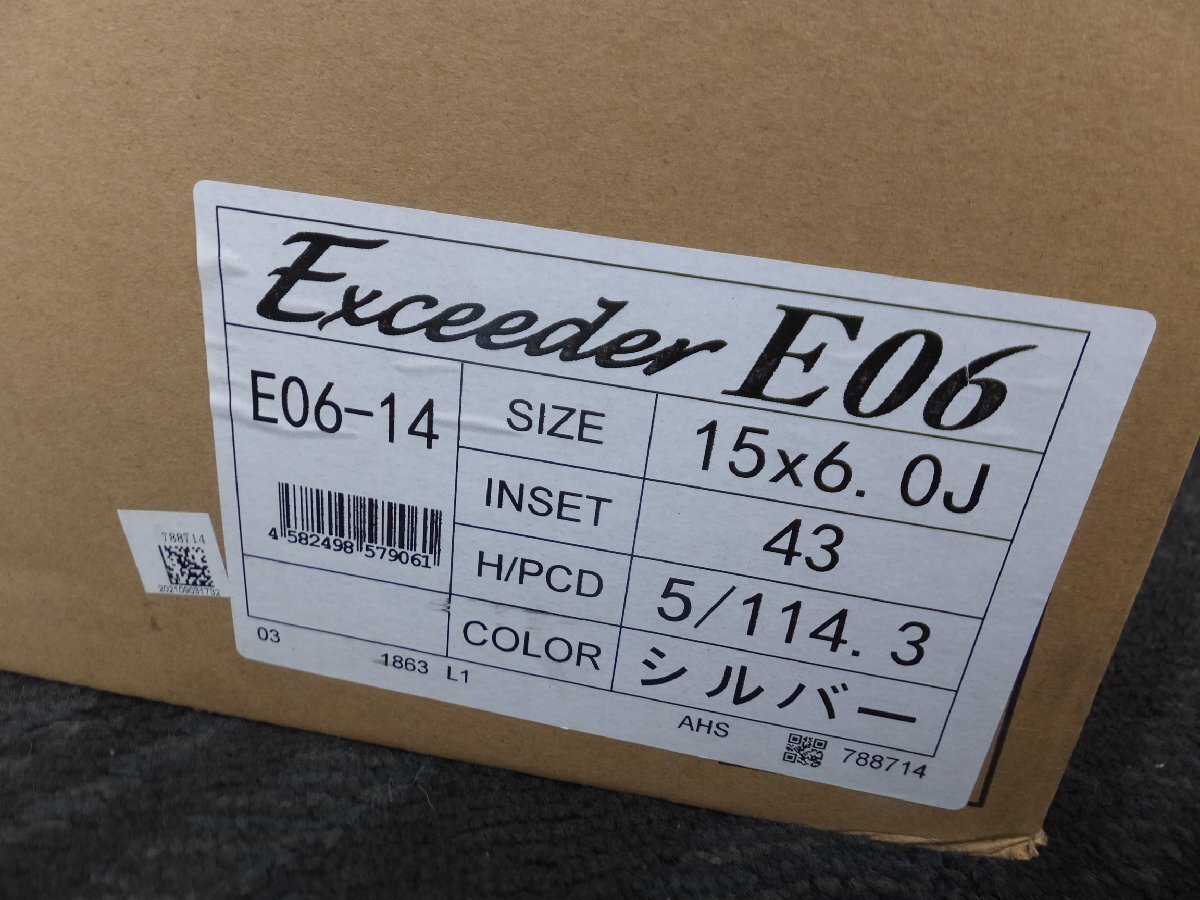 Exceeder E06
E06-14
4 582498 579061
SIZE 15x6.0J
INSET 43
H/PCD 5/114.3
COLOR シルバー
03 1863 L1
AHS 788714
788714
202109031732